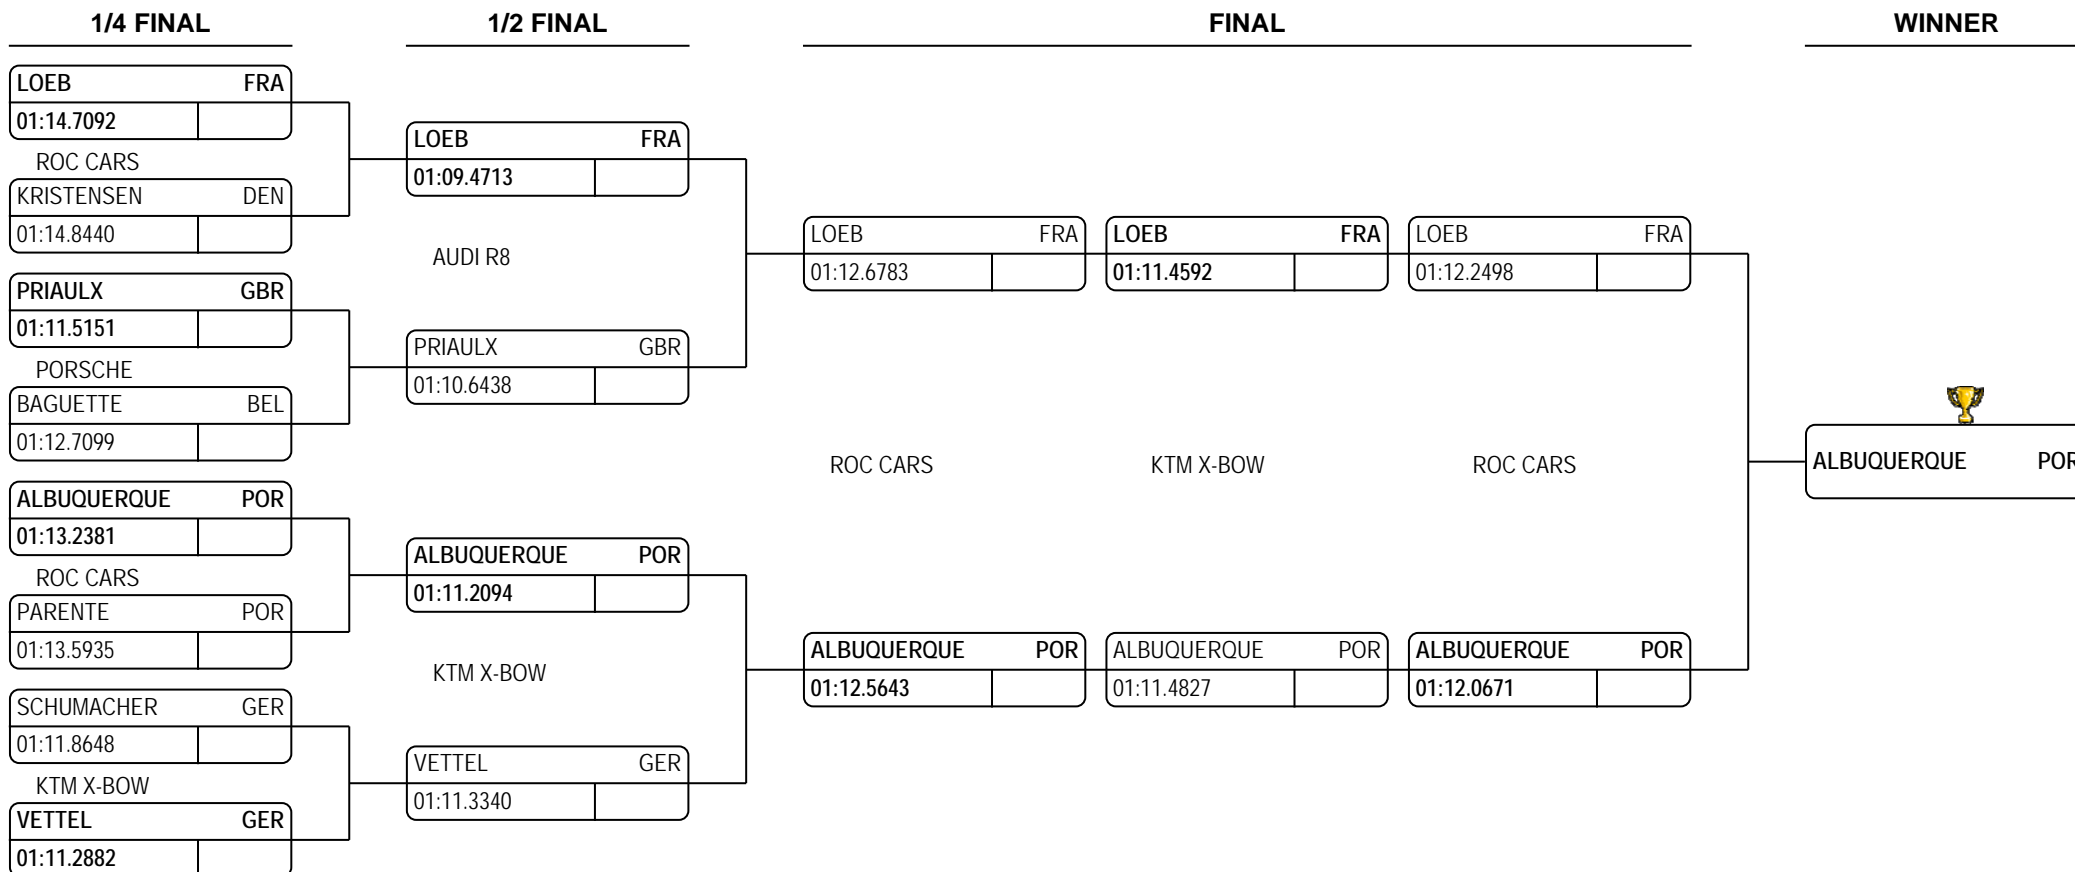 1/4 FINAL
1/2 FINAL
FINAL
WINNER
LOEB FRA
01:14.7092
ROC CARS
KRISTENSEN DEN
01:14.8440
PRIAULX GBR
01:11.5151
PORSCHE
BAGUETTE BEL
01:12.7099
ALBUQUERQUE POR
01:13.2381
ROC CARS
PARENTE POR
01:13.5935
SCHUMACHER GER
01:11.8648
KTM X-BOW
VETTEL GER
01:11.2882
LOEB FRA
01:09.4713
AUDI R8
PRIAULX GBR
01:10.6438
ALBUQUERQUE POR
01:11.2094
KTM X-BOW
VETTEL GER
01:11.3340
LOEB FRA
01:12.6783
ROC CARS
ALBUQUERQUE POR
01:12.5643
LOEB FRA
01:11.4592
KTM X-BOW
ALBUQUERQUE POR
01:11.4827
LOEB FRA
01:12.2498
ROC CARS
ALBUQUERQUE POR
01:12.0671
ALBUQUERQUE POR